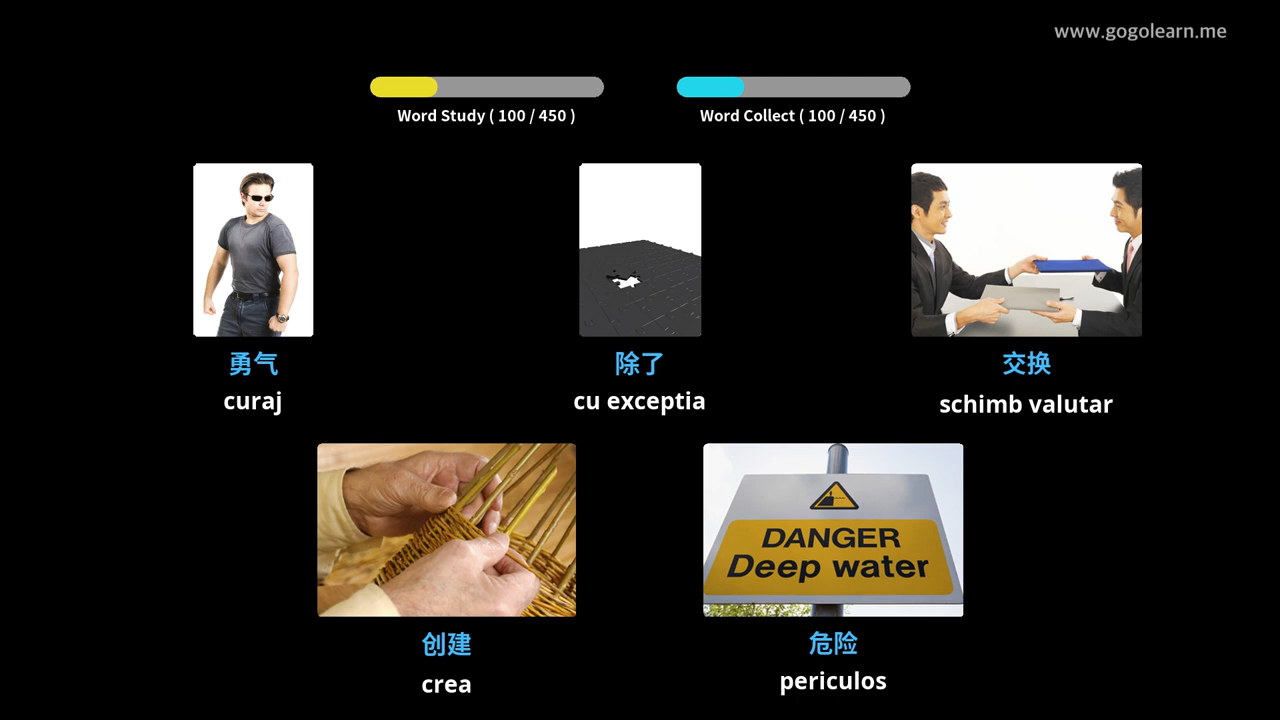 www.gogolearn.me
Word Study ( 100 / 450 )
Word Collect ( 100 / 450 )
勇气
curaj
除了
cu exceptia
交换
schimb valutar
DANGER
Deep water
创建
crea
危险
periculos